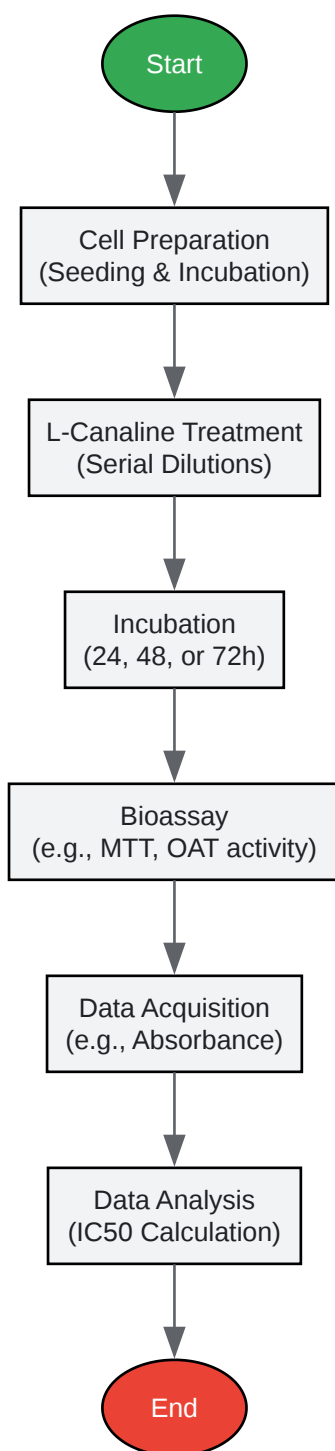 Start
Cell Preparation
(Seeding & Incubation)
L-Canaline Treatment
(Serial Dilutions)
Incubation
(24, 48, or 72h)
Bioassay
(e.g., MTT, OAT activity)
Data Acquisition
(e.g., Absorbance)
Data Analysis
(IC50 Calculation)
End